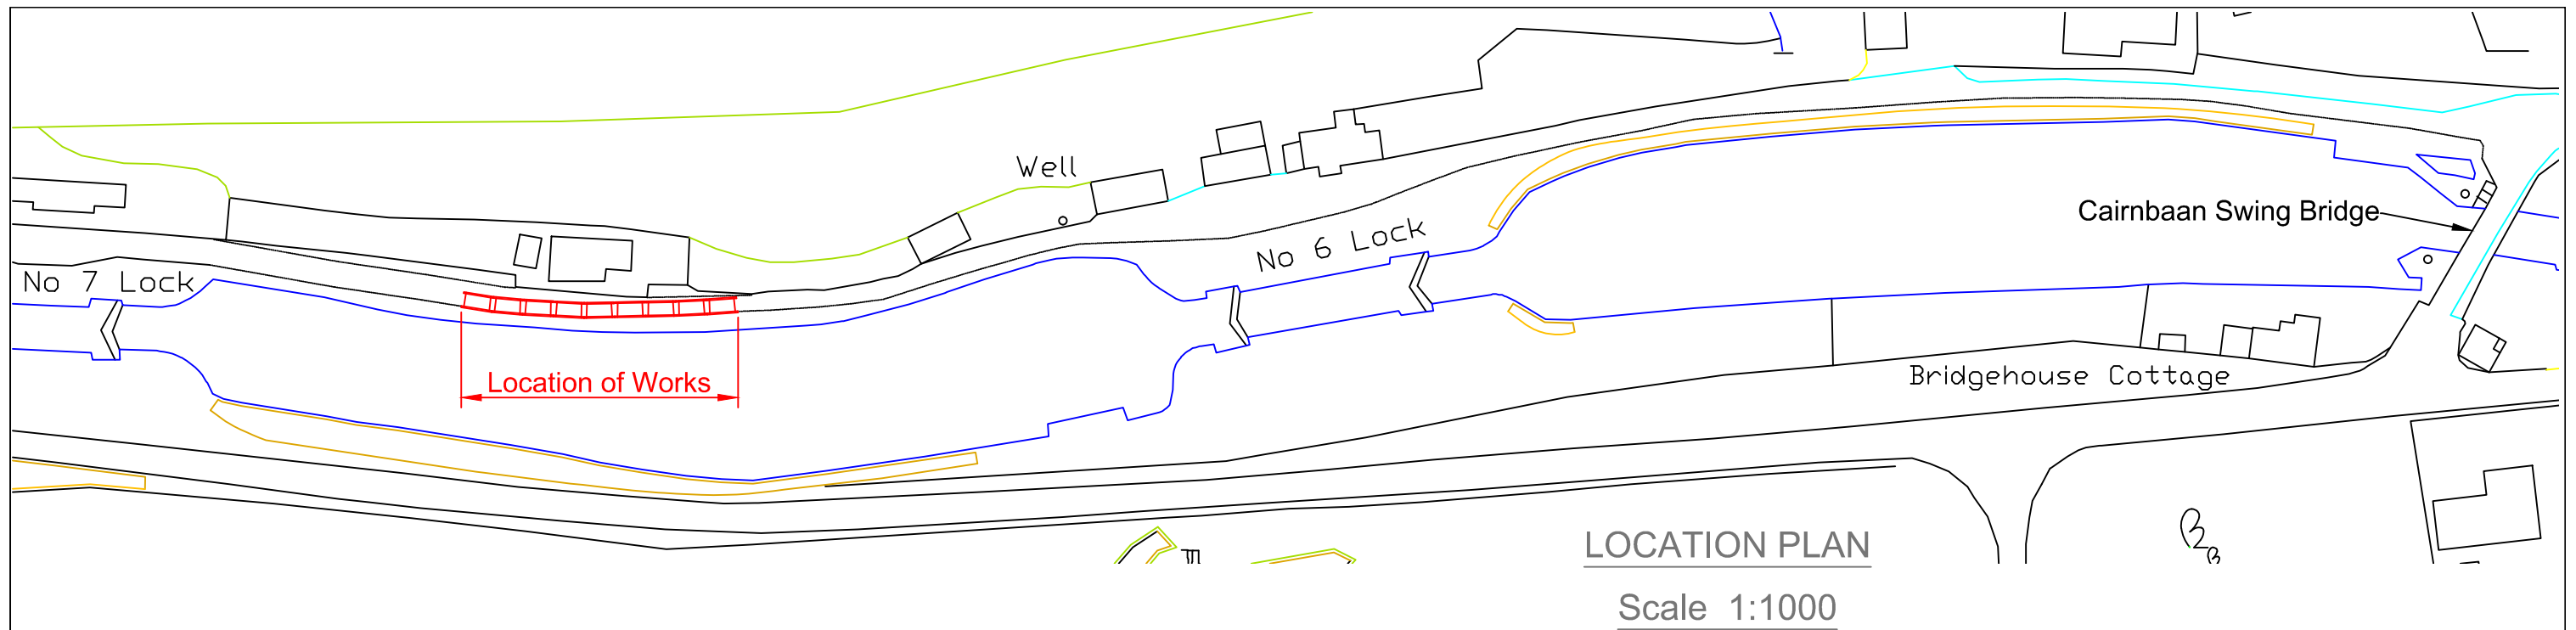 Well
No 6 Lock
Cairnbaan Swing Bridge
No 7 Lock
Location of Works
Bridgehouse Cottage
LOCATION PLAN
Scale 1:1000